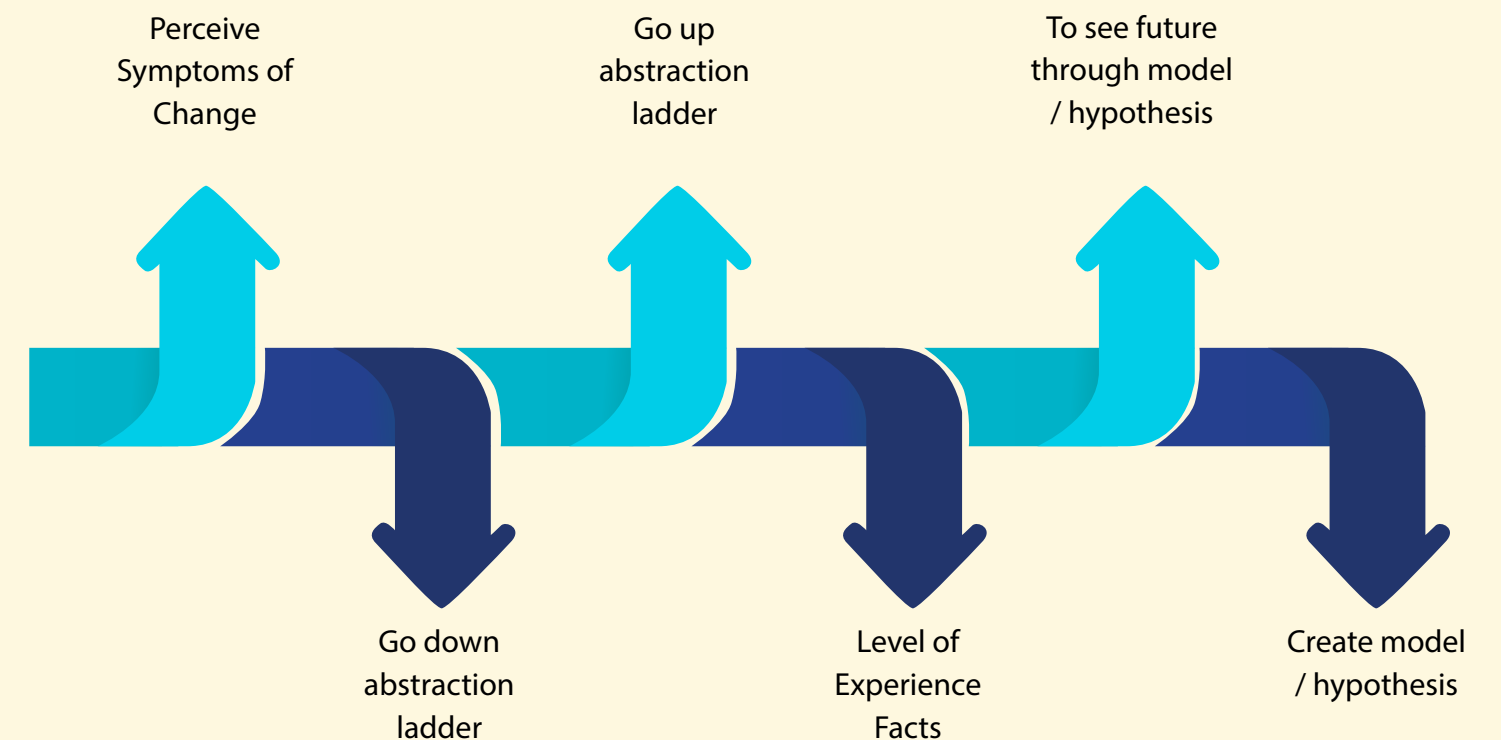 Perceive
Symptoms of
Change
Go down
abstraction
ladder
Go up
abstraction
ladder
Level of
Experience
Facts
To see future
through model
/ hypothesis
Create model
/ hypothesis